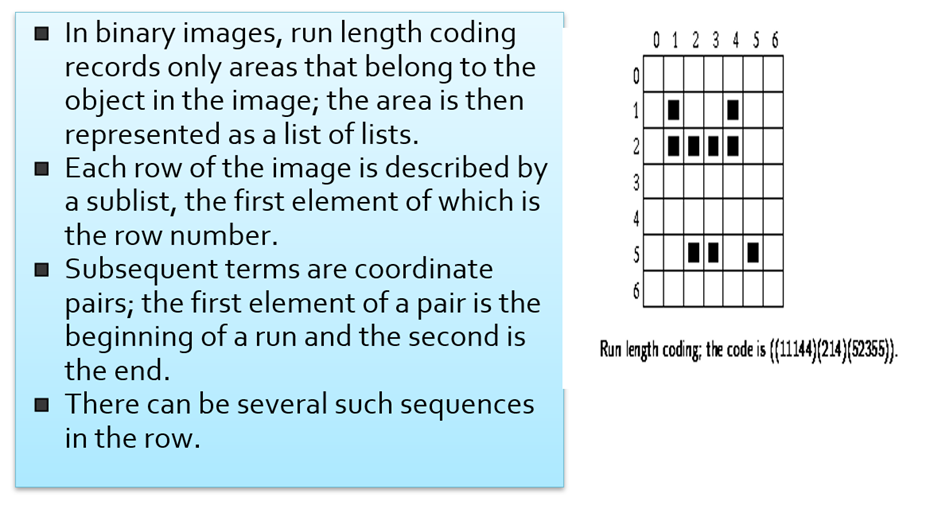 ■ In binary images, run length coding
records only areas that belong to the
object in the image; the area is then
represented as a list of lists.
■ Each row of the image is described by
a sublist, the first element of which is
the row number.
■ Subsequent terms are coordinate
pairs; the first element of a pair is the
beginning of a run and the second is
the end.
■ There can be several such sequences
in the row.
0 1 2 3 4 5 6
0
1
2
3
4
5
6
Run length coding; the code is ((11144)(214)(52355)).